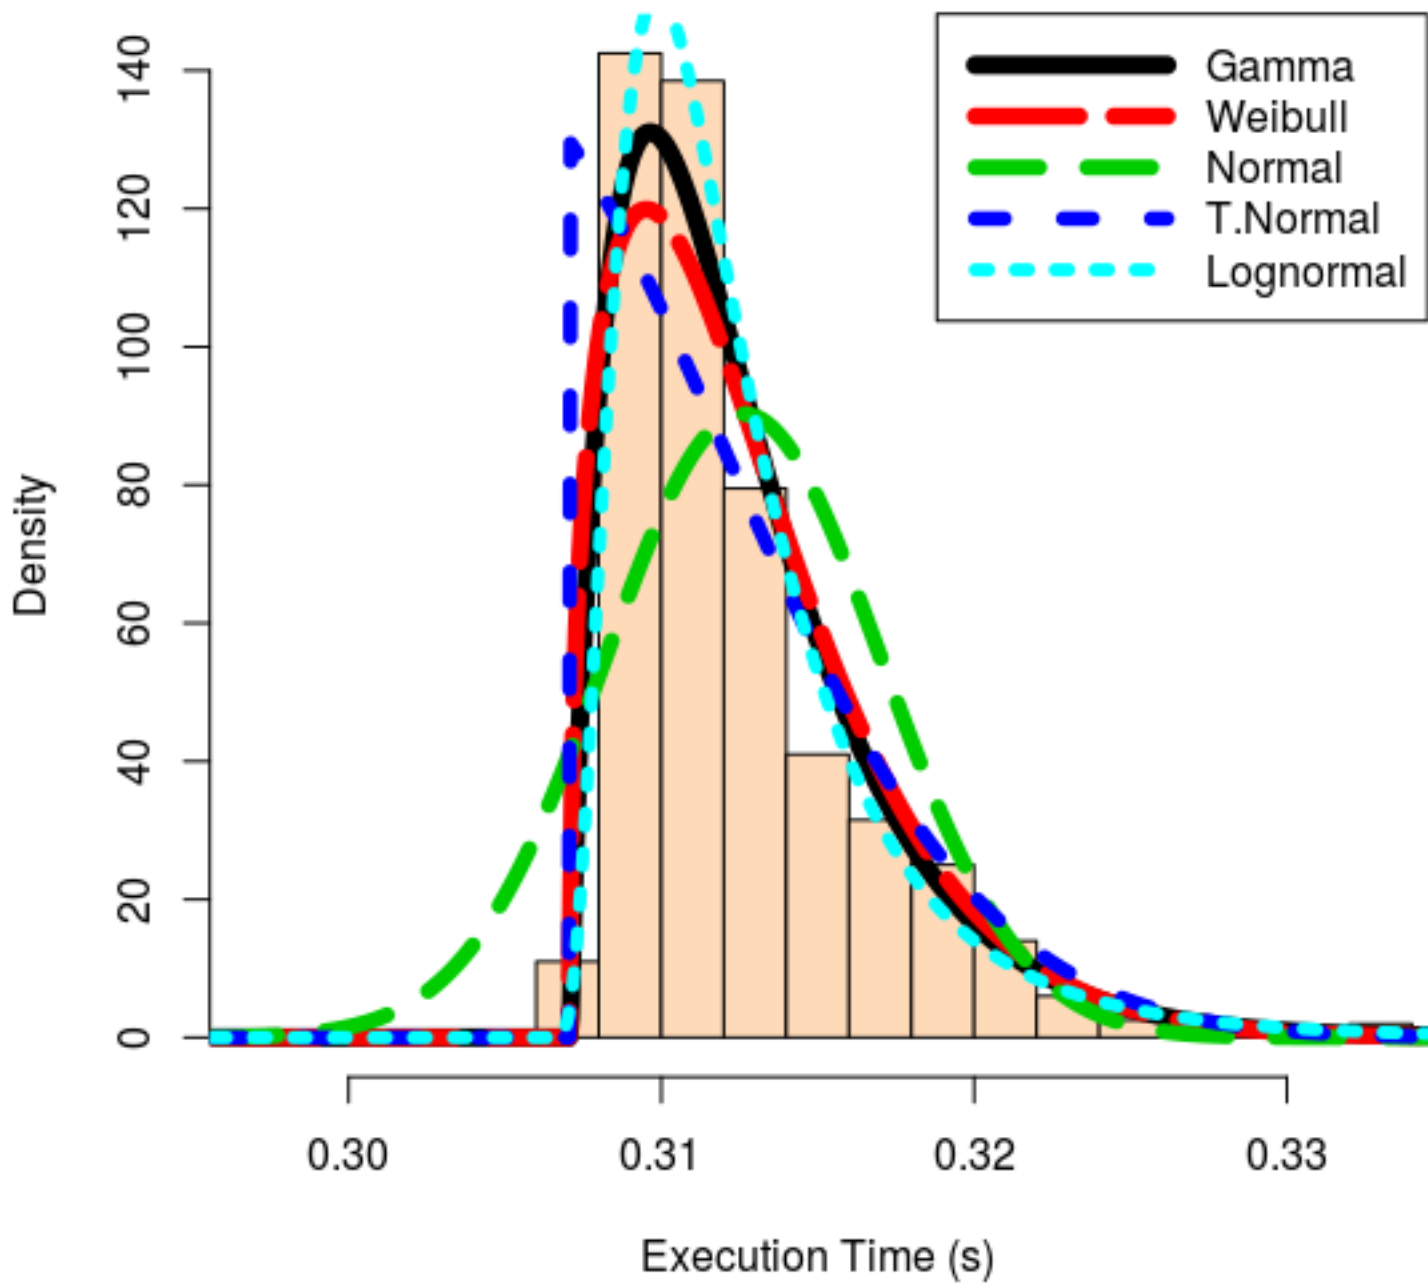 Gamma
Weibull
Normal
T.Normal
Lognormal
Density
140
120
100
80
60
40
20
0
0.30 0.31 0.32 0.33
Execution Time (s)